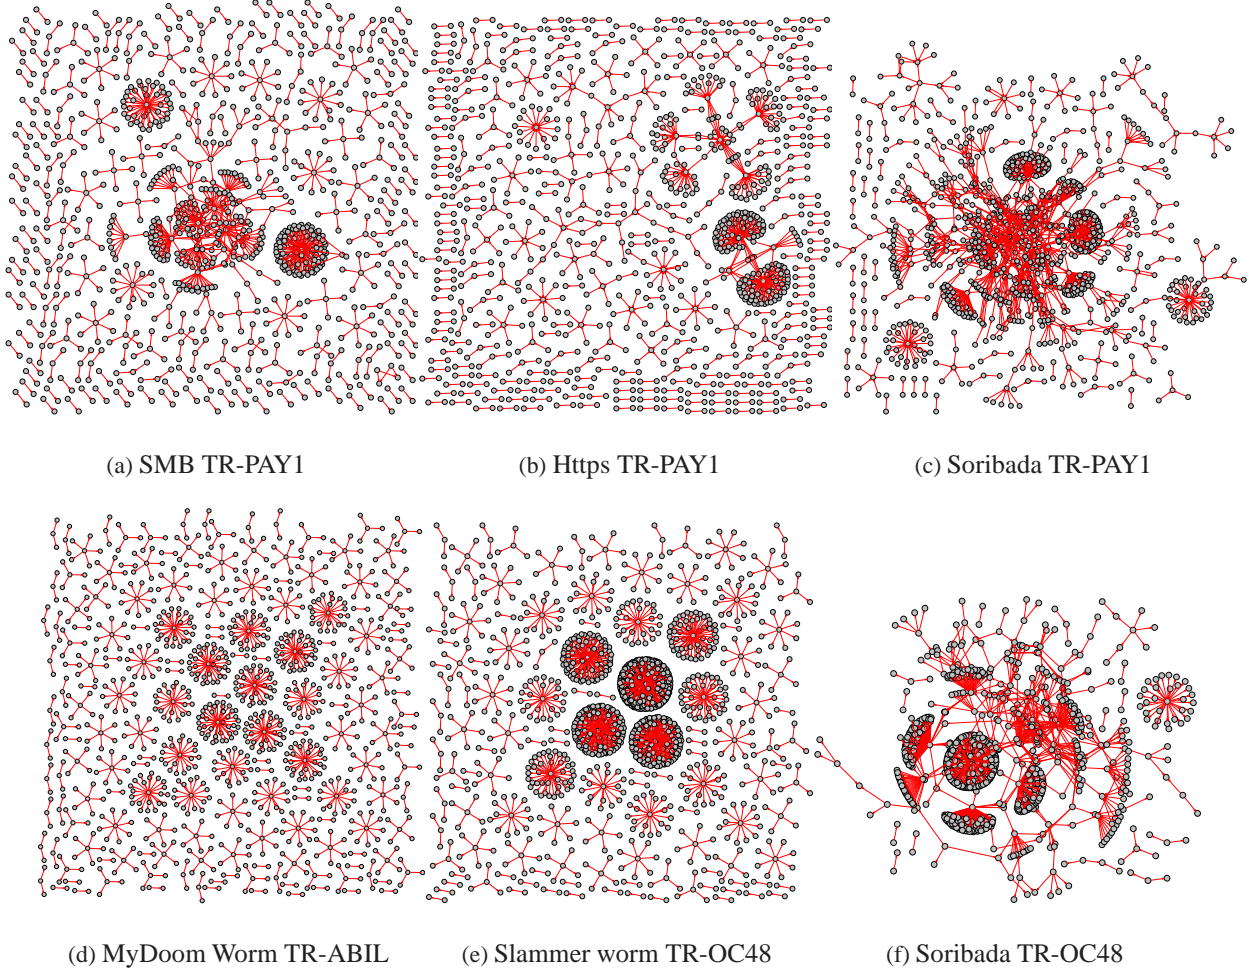 (a) SMB TR-PAY1
(b) Https TR-PAY1
(c) Soribada TR-PAY1
(d) MyDoom Worm TR-ABIL
(e) Slammer worm TR-OC48
(f) Soribada TR-OC48